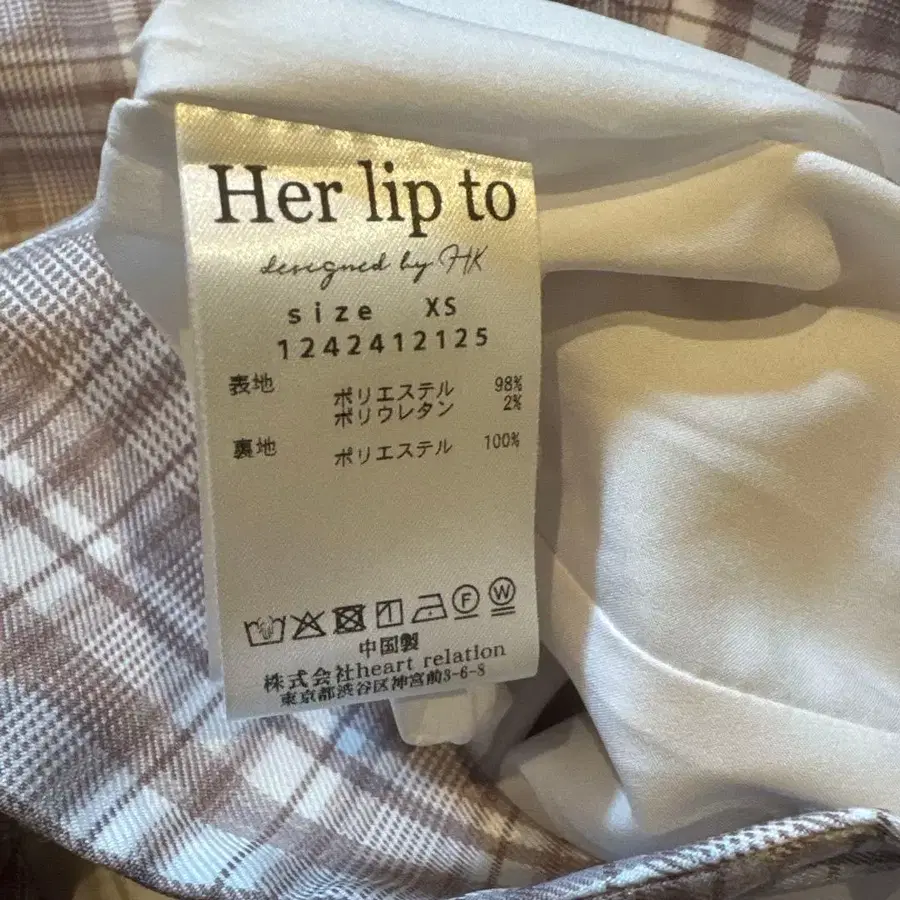 Her lip to
designed by HK
size XS
1242412125
表地 ポリエステル 98%
ポリウレタン 2%
裏地 ポリエステル 100%
F W
中国製
株式会社heart relation
東京都渋谷区神宮前3-6-8